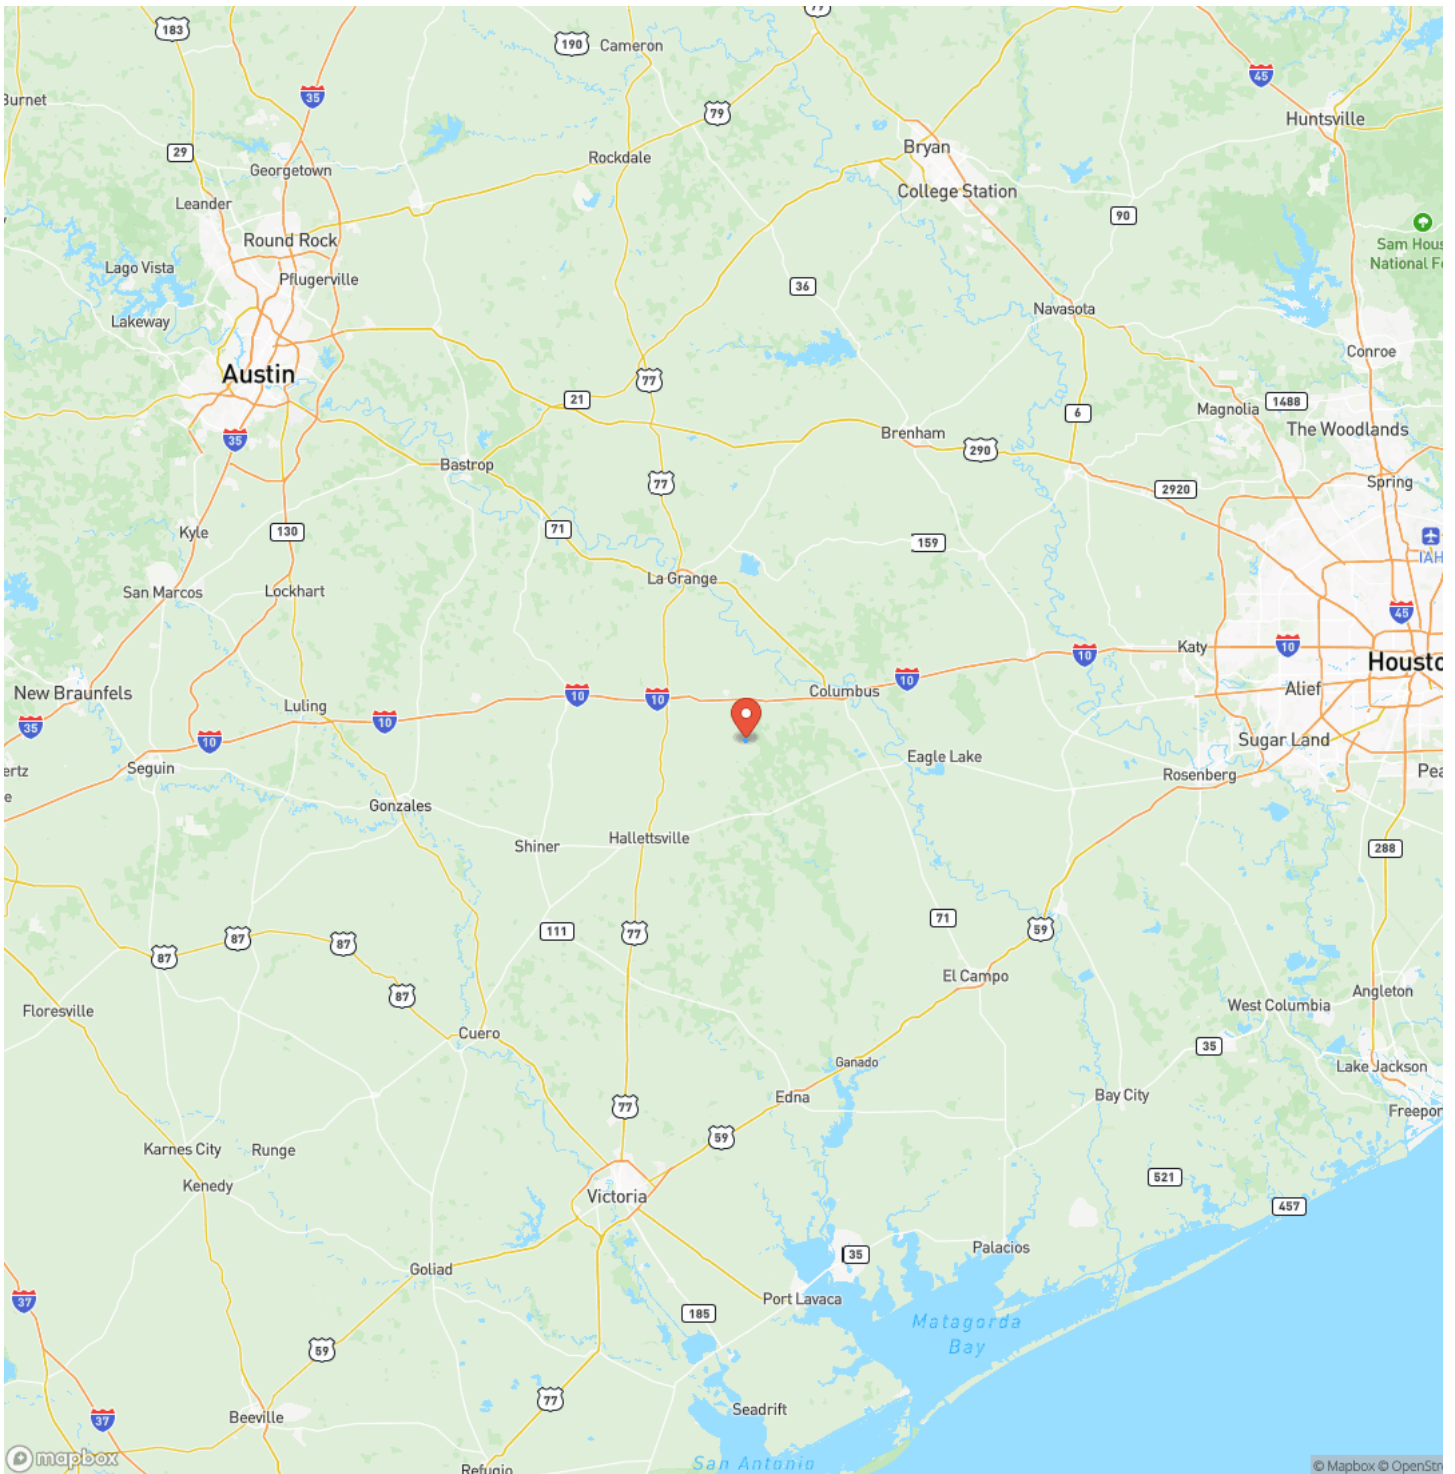 79
183
190
Cameron
Burnet
35
45
79
Huntsville
29
Rockdale
Bryan
Georgetown
College Station
Leander
90
Round Rock
Sam Hous
National Fo
Lago Vista
Pflugerville
36
Lakeway
Navasota
Conroe
Austin
77
21
1488
Magnolia
6
35
Brenham
The Woodlands
290
Bastrop
77
Spring
2920
Kyle
130
71
159
IAH
La Grange
San Marcos
Lockhart
45
10
Katy
10
Houston
10
New Braunfels
Columbus
10
10
Alief
Luling
10
35
10
Sugar Land
Eagle Lake
ertz
Seguin
Rosenberg
Pea
e
Gonzales
Hallettsville
Shiner
288
71
111
77
59
87
87
87
El Campo
87
Angleton
Floresville
West Columbia
Cuero
35
Ganado
Lake Jackson
Edna
Bay City
77
Freepor
59
Karnes City
Runge
521
Kenedy
Victoria
457
Palacios
35
Goliad
37
Port Lavaca
185
Matagorda
Bay
59
77
Seadrift
37
Beeville
mapbox
San Antonio
© Mapbox © OpenStre
Refugio